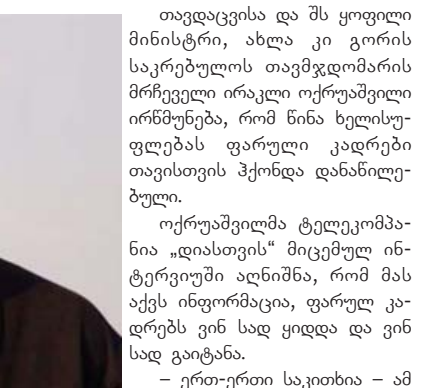 თავდაცვისა და შს ყოფილი
მინისტრი, ახლა კი გორის
საკრებულოს თავმჯდომარის
მრჩეველი ირაკლი ოქრუაშვილი
ირწმუნება, რომ წინა ხელისუ-
ფლებას ფარული კადრები
თავისთვის ჰქონდა დანაწილე-
ბული.
ოქრუაშვილმა ტელეკომპა-
ნია „დიასთვის“ მიცემულ ინ-
ტერვიუში აღნიშნა, რომ მას
აქვს ინფორმაცია, ფარულ კა-
დრებს ვინ სად ყიდდა და ვინ
სად გაიტანა.
– ერთ-ერთი საკითხია – ამ